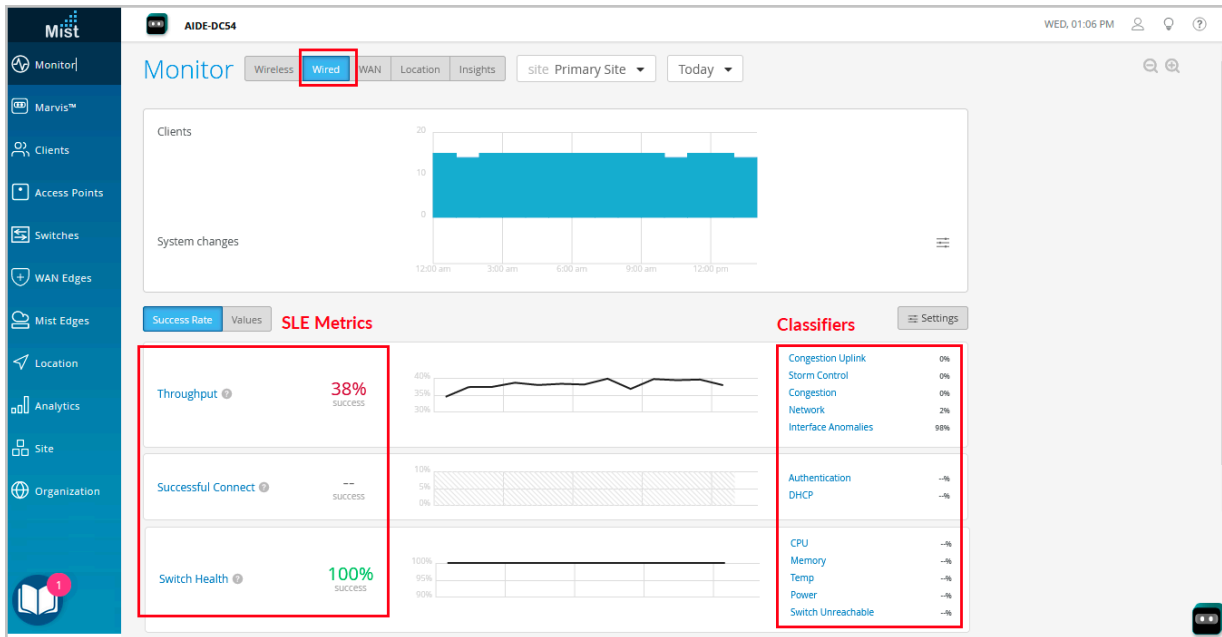 Mist
AIDE-DC54
WED, 01:06 PM
Monitor
Marvis™
Clients
Access Points
Switches
WAN Edges
Mist Edges
Location
Analytics
Site
Organization
1
Monitor
Wireless
Wired
WAN
Location
Insights
site Primary Site
Today
Clients
20
10
0
System changes
12:00 am
3:00 am
6:00 am
9:00 am
12:00 pm
Success Rate
Values
SLE Metrics
Classifiers
Settings
Throughput ?
38%
success
40%
35%
30%
Congestion Uplink 0%
Storm Control 0%
Congestion 0%
Network 2%
Interface Anomalies 98%
Successful Connect ?
--
success
10%
5%
0%
Authentication --%
DHCP --%
Switch Health ?
100%
success
100%
95%
90%
CPU --%
Memory --%
Temp --%
Power --%
Switch Unreachable --%